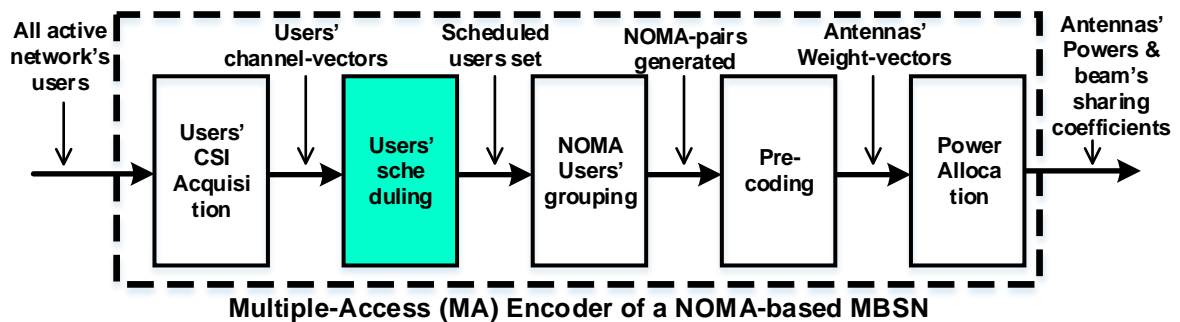 All active
network's
users
Users'
channel-vectors
Scheduled
users set
NOMA-pairs
generated
Antennas'
Weight-vectors
Antennas'
Powers &
beam's
sharing
coefficients
Users'
CSI
Acquisi
tion
Users'
sche
duling
NOMA
Users'
grouping
Pre-
coding
Power
Alloca
tion
Multiple-Access (MA) Encoder of a NOMA-based MBSN